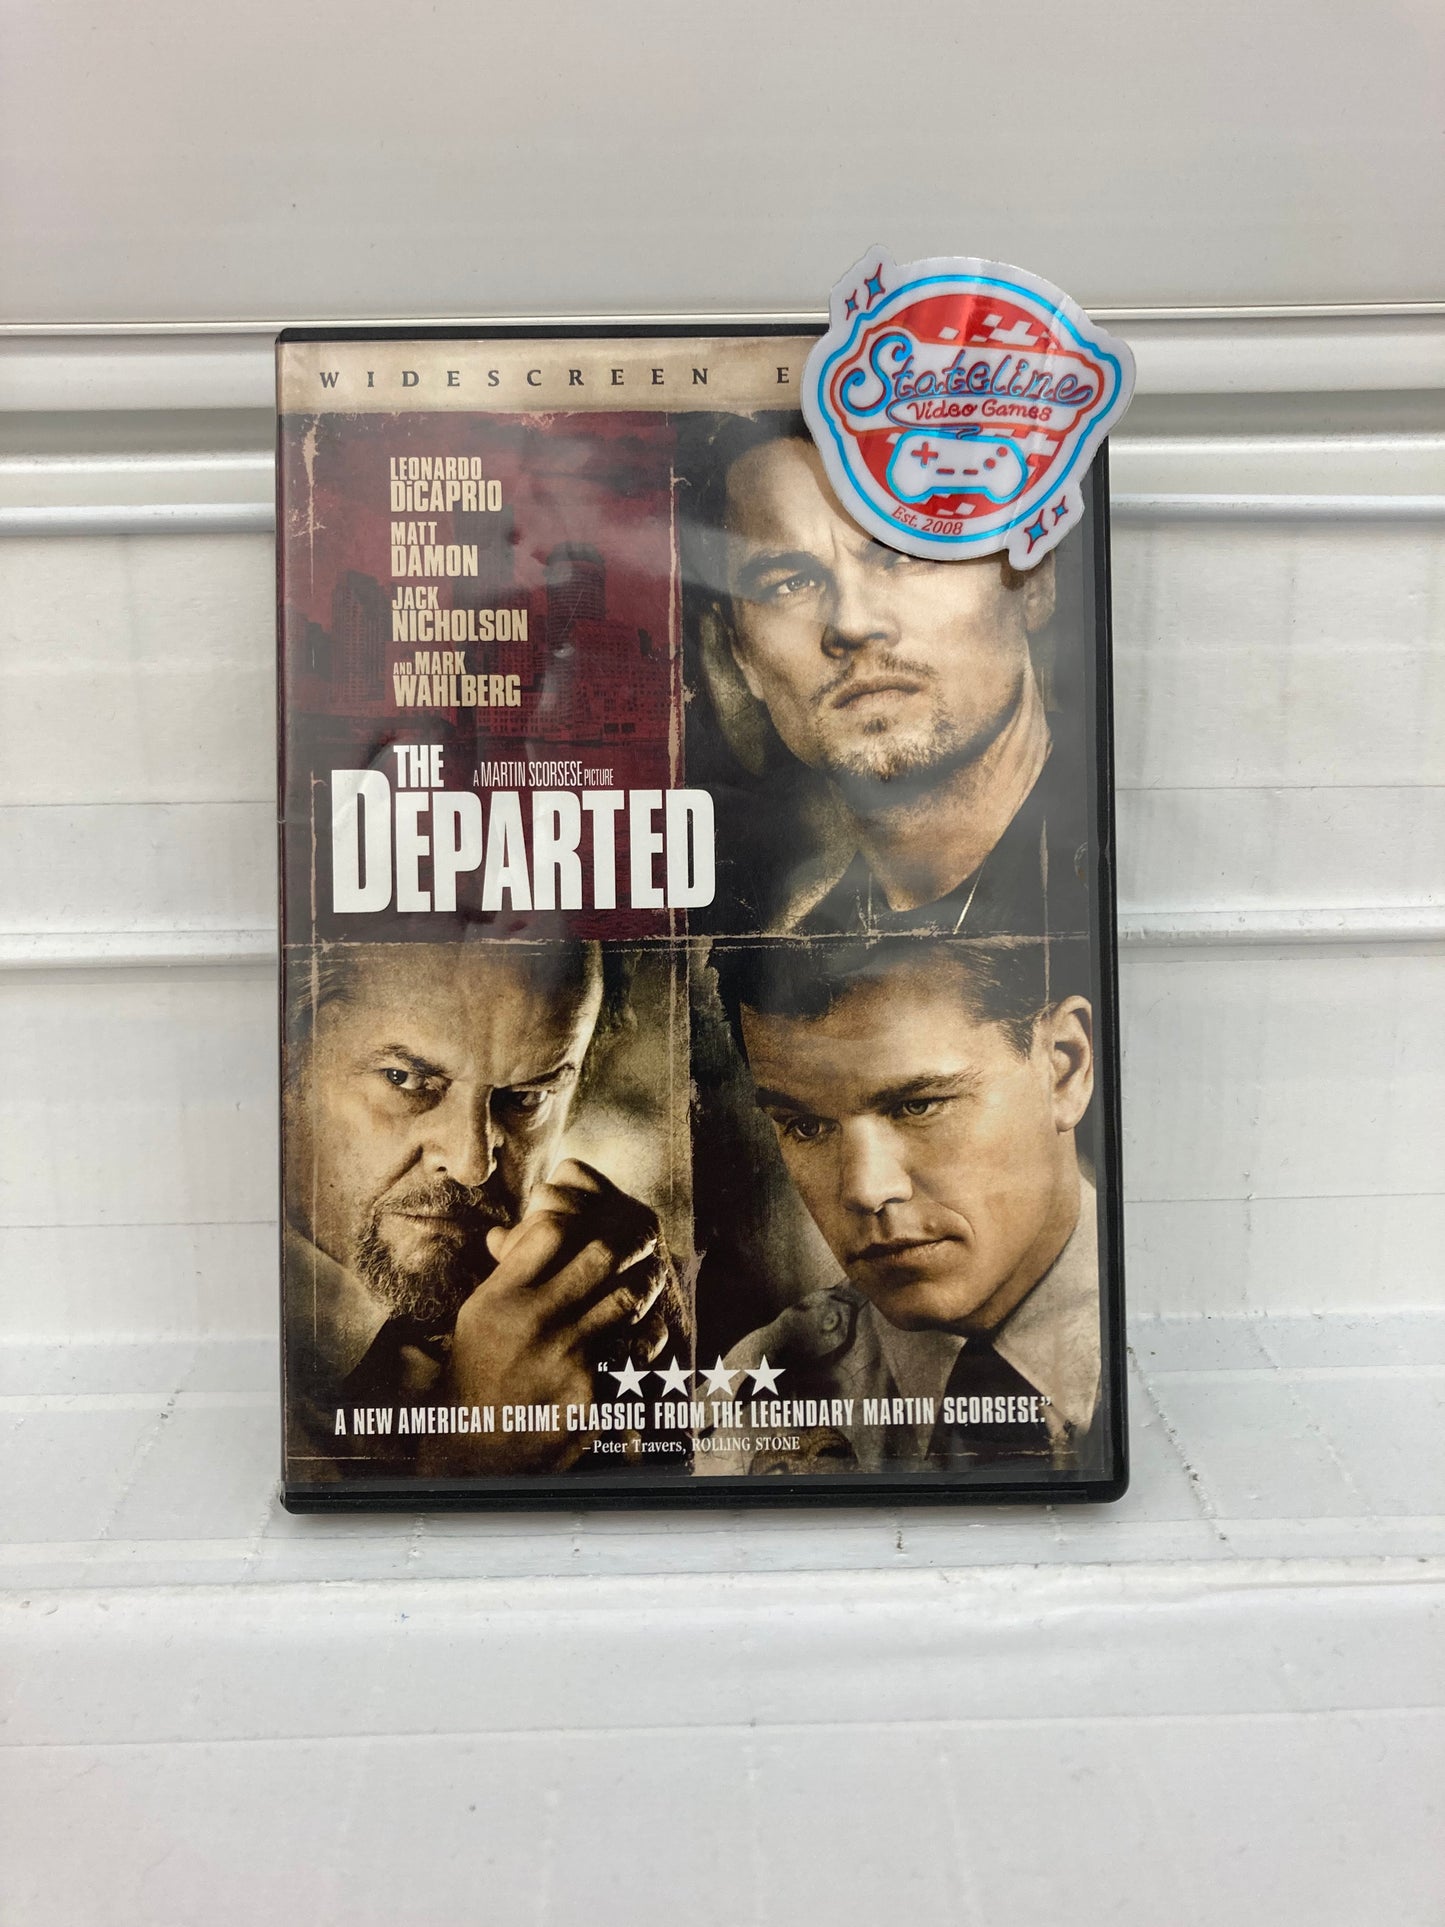 WIDESCREEN E
Stateline
Video Games
Est. 2008
LEONARDO
DiCAPRIO
MATT
DAMON
JACK
NICHOLSON
AND MARK
WAHLBERG
THE
A MARTIN SCORSESE PICTURE
DEPARTED
"★★★★
A NEW AMERICAN CRIME CLASSIC FROM THE LEGENDARY MARTIN SCORSESE."
–Peter Travers, ROLLING STONE